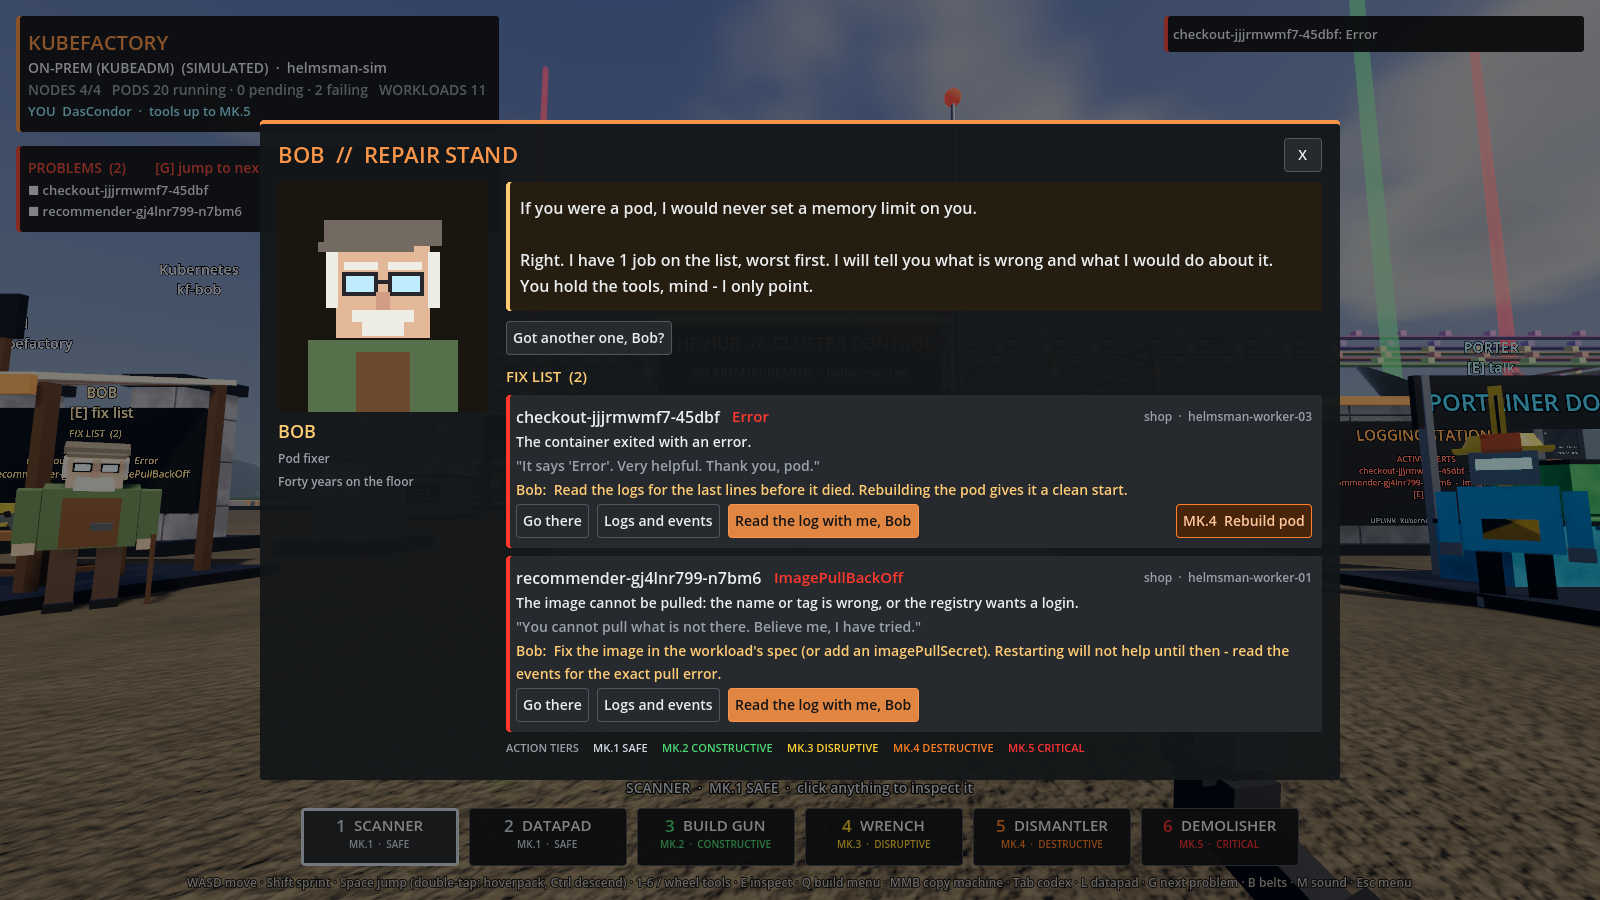 KUBEFACTORY
ON-PREM (KUBEADM) (SIMULATED) · helmsman-sim
NODES 4/4 PODS 20 running · 0 pending · 2 failing WORKLOADS 11
YOU DasCondor · tools up to MK.5
checkout-jjjrmwmf7-45dbf: Error
PROBLEMS (2) [G] jump to nex
checkout-jjjrmwmf7-45dbf
recommender-gj4lnr799-n7bm6
Kubernetes
kf-bob
BOB
[E] fix list
FIX LIST (2)
Error
BOB // REPAIR STAND
X
If you were a pod, I would never set a memory limit on you.
Right. I have 1 job on the list, worst first. I will tell you what is wrong and what I would do about it.
You hold the tools, mind - I only point.
Got another one, Bob?
THE HUB // CLUSTER CONTROL
ON-PREM (KUBEADM) helmsman-sim
BOB
Pod fixer
Forty years on the floor
FIX LIST (2)
checkout-jjjrmwmf7-45dbf Error shop · helmsman-worker-03
The container exited with an error.
"It says 'Error'. Very helpful. Thank you, pod."
Bob: Read the logs for the last lines before it died. Rebuilding the pod gives it a clean start.
Go there Logs and events Read the log with me, Bob MK.4 Rebuild pod
recommender-gj4lnr799-n7bm6 ImagePullBackOff shop · helmsman-worker-01
The image cannot be pulled: the name or tag is wrong, or the registry wants a login.
"You cannot pull what is not there. Believe me, I have tried."
Bob: Fix the image in the workload's spec (or add an imagePullSecret). Restarting will not help until then - read the
events for the exact pull error.
Go there Logs and events Read the log with me, Bob
ACTION TIERS MK.1 SAFE MK.2 CONSTRUCTIVE MK.3 DISRUPTIVE MK.4 DESTRUCTIVE MK.5 CRITICAL
PORTER
[E] talk
LOGGING STATION
SCANNER · MK.1 SAFE · click anything to inspect it
1 SCANNER
MK.1 · SAFE
2 DATAPAD
MK.1 · SAFE
3 BUILD GUN
MK.2 · CONSTRUCTIVE
4 WRENCH
MK.3 · DISRUPTIVE
5 DISMANTLER
MK.4 · DESTRUCTIVE
6 DEMOLISHER
MK.5 · CRITICAL
WASD move · Shift sprint · Space jump (double-tap: hoverpack, Ctrl descend) · 1-6 / wheel tools · E inspect · Q build menu · MMB copy machine · Tab codex · L datapad · G next problem · B belts · M sound · Esc menu